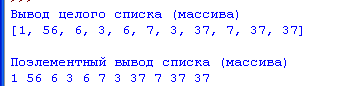 Вывод целого списка (массива)
[1, 56, 6, 3, 6, 7, 3, 37, 7, 37, 37]
Поэлементный вывод списка (массива)
1 56 6 3 6 7 3 37 7 37 37